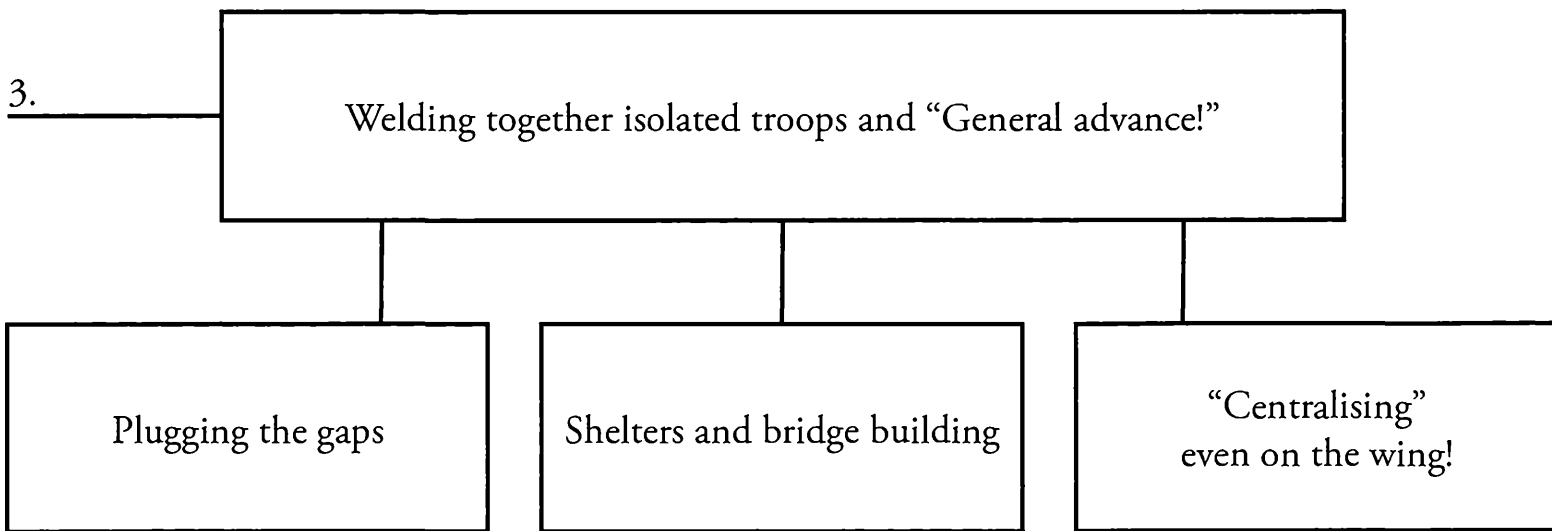 3.
Welding together isolated troops and “General advance!”
Plugging the gaps
Shelters and bridge building
“Centralising”
even on the wing!